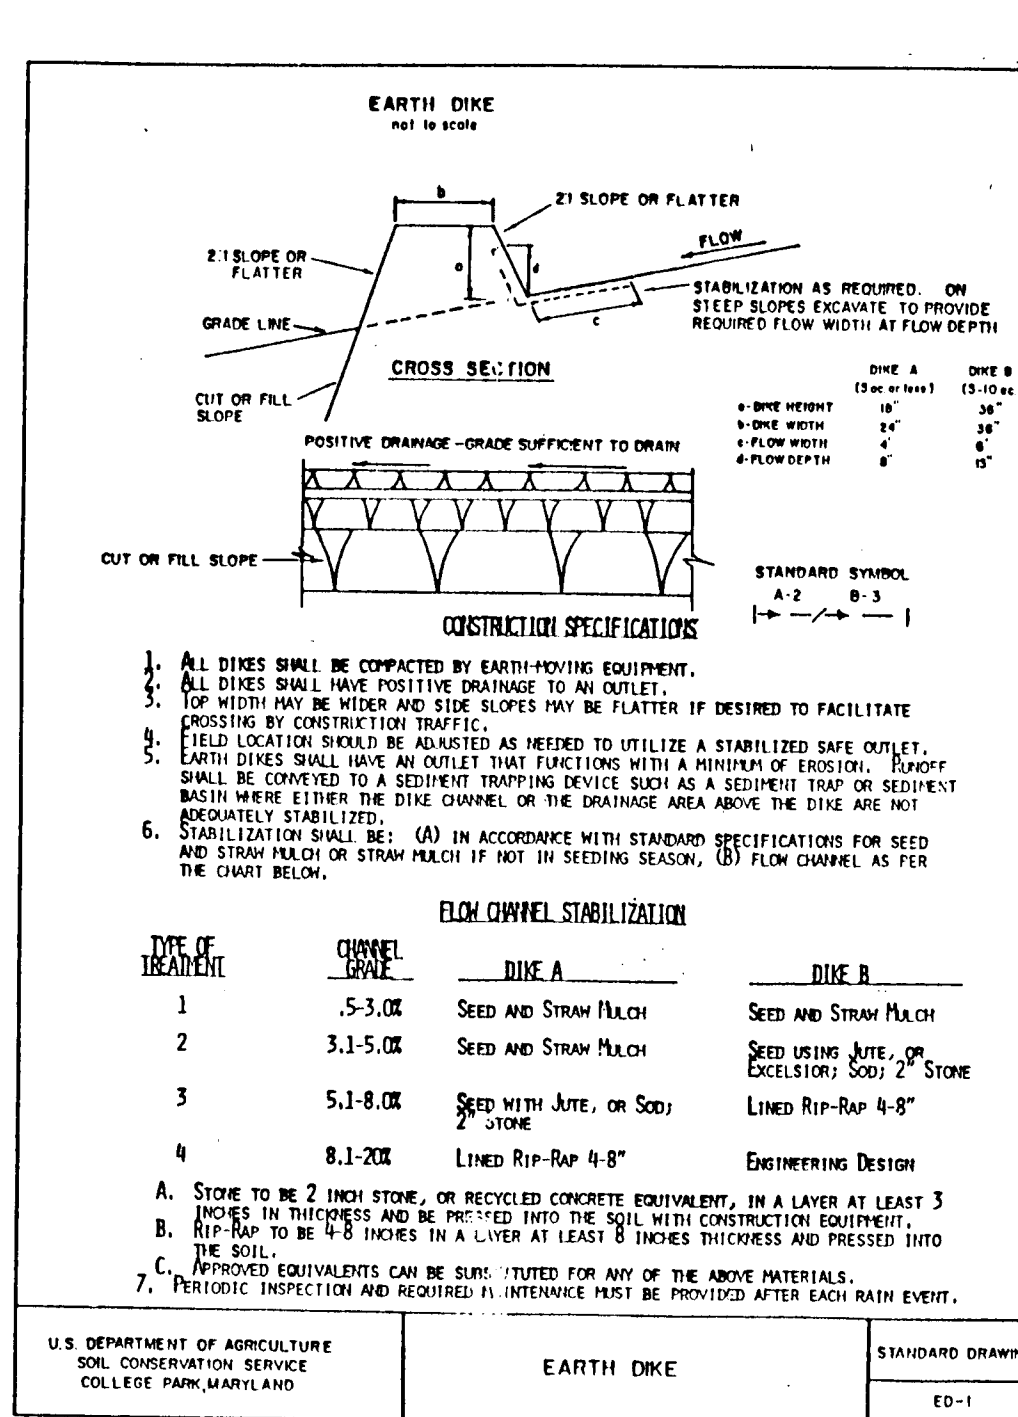 EARTH DIKE
not to scale
b
2:1 SLOPE OR FLATTER
FLOW
2:1 SLOPE OR
FLATTER
a
d
STABILIZATION AS REQUIRED. ON
STEEP SLOPES EXCAVATE TO PROVIDE
REQUIRED FLOW WIDTH AT FLOW DEPTH
c
GRADE LINE
CROSS SECTION
CUT OR FILL
SLOPE
DIKE A DIKE B
(5 ac. or less) (5-10 ac.
a-DIKE HEIGHT 18" 36"
b-DIKE WIDTH 24" 36"
c-FLOW WIDTH 4' 6'
d-FLOW DEPTH 8" 15"
POSITIVE DRAINAGE-GRADE SUFFICIENT TO DRAIN
CUT OR FILL SLOPE
STANDARD SYMBOL
A-2 B-3
CONSTRUCTION SPECIFICATIONS
1. ALL DIKES SHALL BE COMPACTED BY EARTH-MOVING EQUIPMENT.
2. ALL DIKES SHALL HAVE POSITIVE DRAINAGE TO AN OUTLET.
3. TOP WIDTH MAY BE WIDER AND SIDE SLOPES MAY BE FLATTER IF DESIRED TO FACILITATE
CROSSING BY CONSTRUCTION TRAFFIC.
4. FIELD LOCATION SHOULD BE ADJUSTED AS NEEDED TO UTILIZE A STABILIZED SAFE OUTLET.
5. EARTH DIKES SHALL HAVE AN OUTLET THAT FUNCTIONS WITH A MINIMUM OF EROSION. RUNOFF
SHALL BE CONVEYED TO A SEDIMENT TRAPPING DEVICE SUCH AS A SEDIMENT TRAP OR SEDIMENT
BASIN WHERE EITHER THE DIKE CHANNEL OR THE DRAINAGE AREA ABOVE THE DIKE ARE NOT
ADEQUATELY STABILIZED.
6. STABILIZATION SHALL BE: (A) IN ACCORDANCE WITH STANDARD SPECIFICATIONS FOR SEED
AND STRAW MULCH OR STRAW MULCH IF NOT IN SEEDING SEASON, (B) FLOW CHANNEL AS PER
THE CHART BELOW.
FLOW CHANNEL STABILIZATION
TYPE OF TREATMENT CHANNEL GRADE DIKE A DIKE B
1 .5-3.0% SEED AND STRAW MULCH SEED AND STRAW MULCH
2 3.1-5.0% SEED AND STRAW MULCH SEED USING JUTE, OR
EXCELSIOR; SOD; 2" STONE
3 5.1-8.0% SEED WITH JUTE, OR SOD; LINED RIP-RAP 4-8"
2" STONE
4 8.1-20% LINED RIP-RAP 4-8" ENGINEERING DESIGN
A. STONE TO BE 2 INCH STONE, OR RECYCLED CONCRETE EQUIVALENT, IN A LAYER AT LEAST 3
INCHES IN THICKNESS AND BE PRESSED INTO THE SOIL WITH CONSTRUCTION EQUIPMENT.
B. RIP-RAP TO BE 4-8 INCHES IN A LAYER AT LEAST 8 INCHES THICKNESS AND PRESSED INTO
THE SOIL.
C. APPROVED EQUIVALENTS CAN BE SUBSTITUTED FOR ANY OF THE ABOVE MATERIALS.
7. PERIODIC INSPECTION AND REQUIRED MAINTENANCE MUST BE PROVIDED AFTER EACH RAIN EVENT.
U.S. DEPARTMENT OF AGRICULTURE
SOIL CONSERVATION SERVICE
COLLEGE PARK, MARYLAND
EARTH DIKE
STANDARD DRAWIN
ED-1